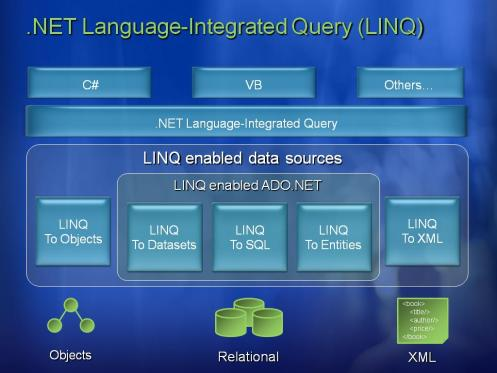 .NET Language-Integrated Query (LINQ)
C#
VB
Others…
.NET Language-Integrated Query
LINQ enabled data sources
LINQ enabled ADO.NET
LINQ
To Objects
LINQ
To Datasets
LINQ
To SQL
LINQ
To Entities
LINQ
To XML
<book>
<title/>
<author/>
<price/>
</book>
Objects
Relational
XML